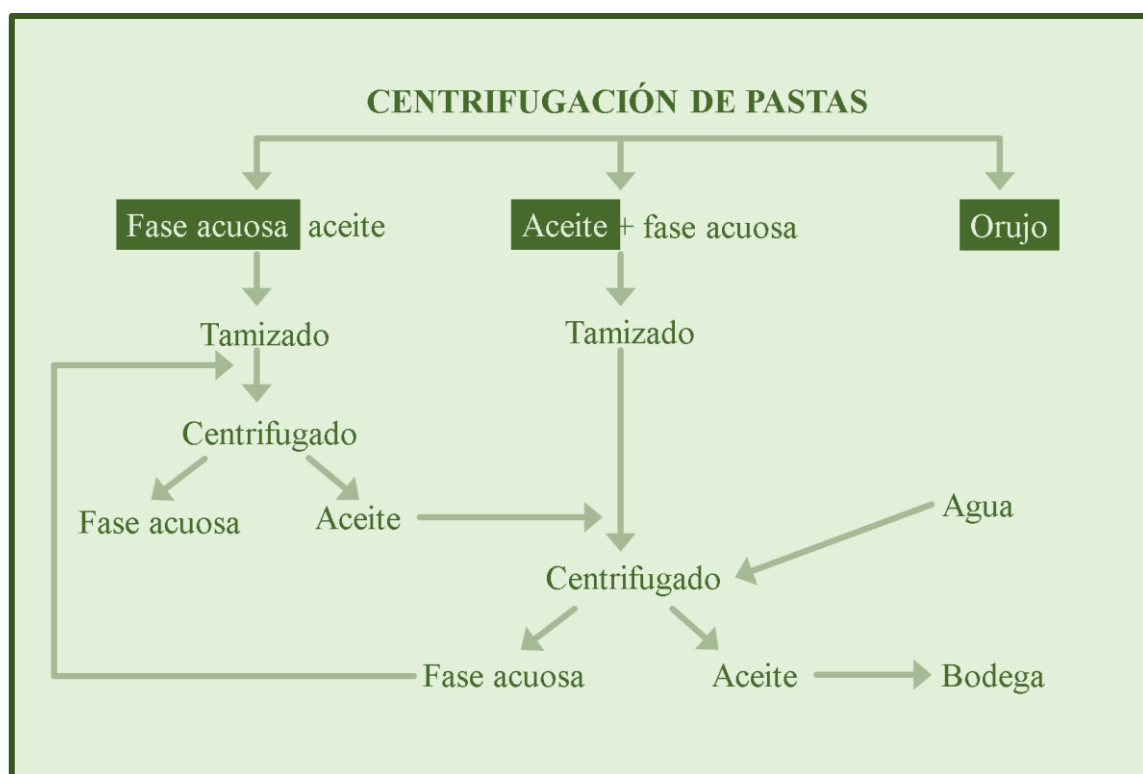 CENTRIFUGACIÓN DE PASTAS
Fase acuosa aceite
Aceite + fase acuosa
Orujo
Tamizado
Tamizado
Centrifugado
Fase acuosa
Aceite
Agua
Centrifugado
Fase acuosa
Aceite
Bodega